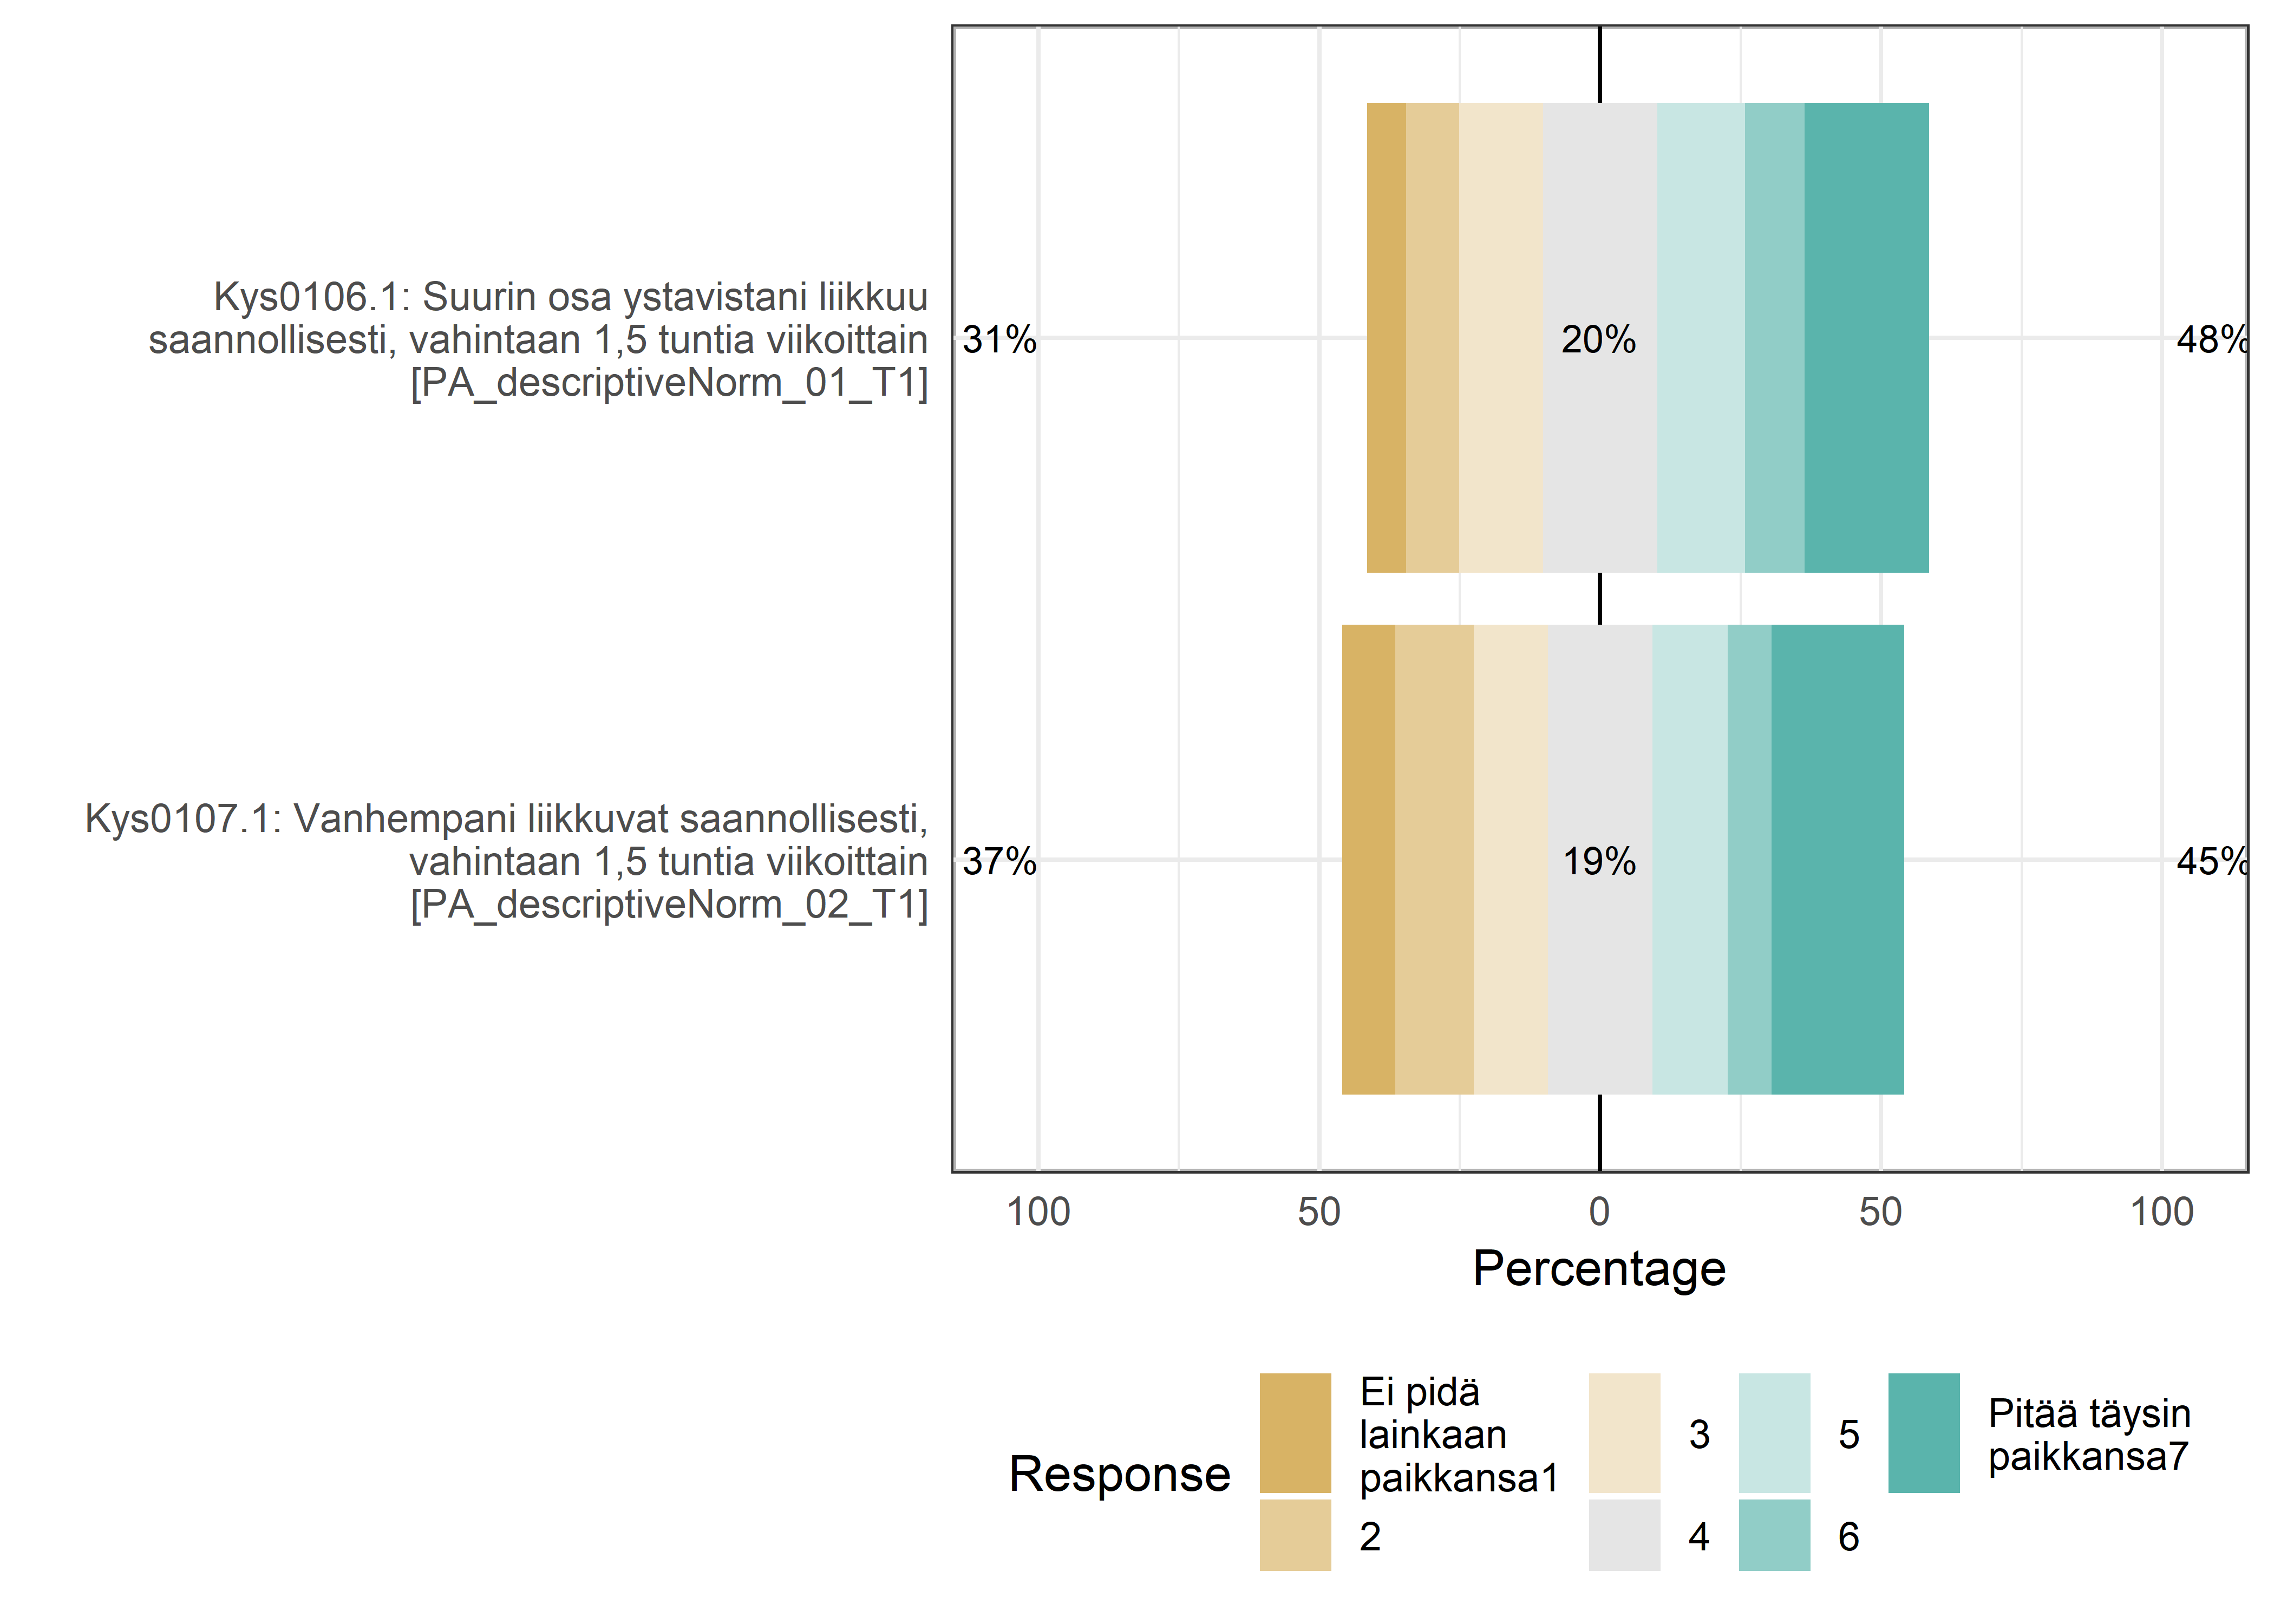 Kys0106.1: Suurin osa ystavistani liikkuu
saannollisesti, vahintaan 1,5 tuntia viikoittain
[PA_descriptiveNorm_01_T1]
31%
20%
48%
Kys0107.1: Vanhempani liikkuvat saannollisesti,
vahintaan 1,5 tuntia viikoittain
[PA_descriptiveNorm_02_T1]
37%
19%
45%
100
50
0
50
100
Percentage
Response
Ei pidä
lainkaan
paikkansa1
2
3
4
5
6
Pitää täysin
paikkansa7